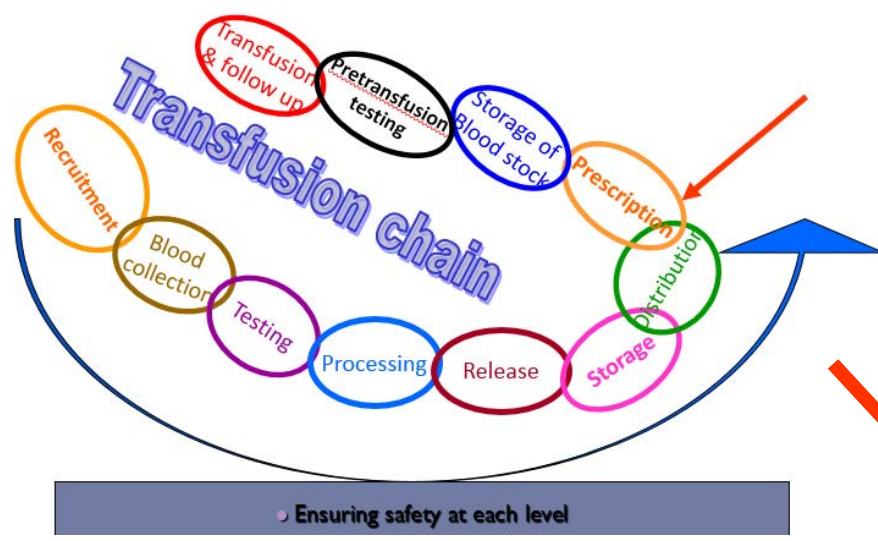 Transfusion
& follow up
Pretransfusion
testing
Storage of
Blood stock
Prescription
Transfusion chain
Recruitment
Blood
collection
Distribution
Testing
Processing
Release
Storage
• Ensuring safety at each level